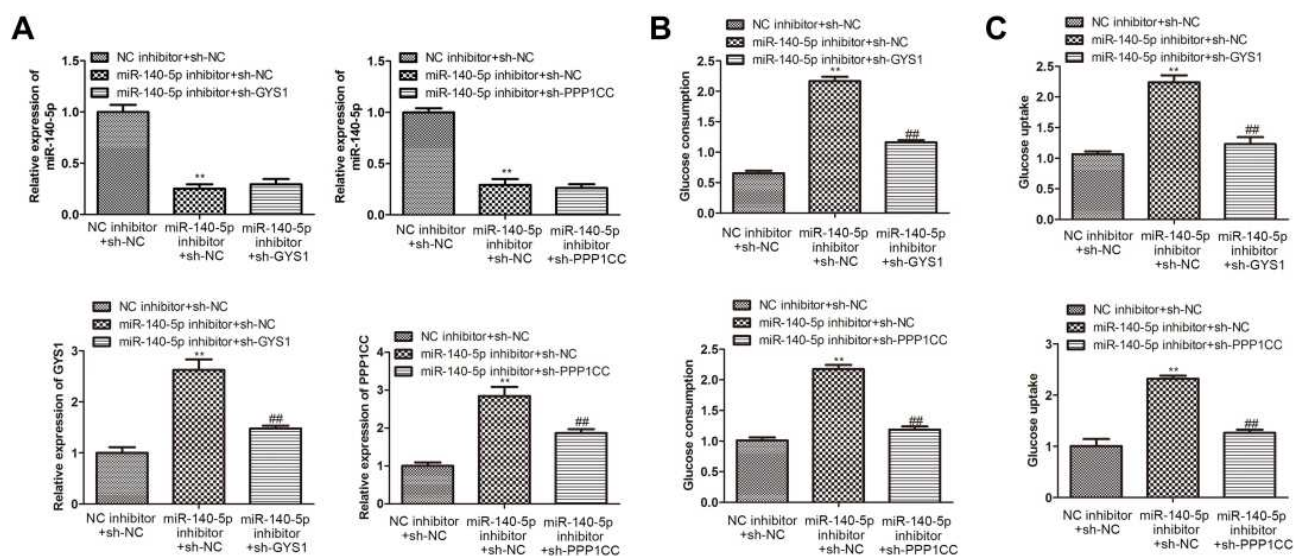 A
NC inhibitor+sh-NC
miR-140-5p inhibitor+sh-NC
miR-140-5p inhibitor+sh-GYS1
Relative expression of
miR-140-5p
1.5
1.0
0.5
0.0
**
NC inhibitor
+sh-NC
miR-140-5p
inhibitor
+sh-NC
miR-140-5p
inhibitor
+sh-GYS1
NC inhibitor+sh-NC
miR-140-5p inhibitor+sh-NC
miR-140-5p inhibitor+sh-PPP1CC
Relative expression of
miR-140-5p
1.5
1.0
0.5
0.0
**
NC inhibitor
+sh-NC
miR-140-5p
inhibitor
+sh-NC
miR-140-5p
inhibitor
+sh-PPP1CC
NC inhibitor+sh-NC
miR-140-5p inhibitor+sh-NC
miR-140-5p inhibitor+sh-GYS1
Relative expression of GYS1
3
2
1
0
**
##
NC inhibitor
+sh-NC
miR-140-5p
inhibitor
+sh-NC
miR-140-5p
inhibitor
+sh-GYS1
NC inhibitor+sh-NC
miR-140-5p inhibitor+sh-NC
miR-140-5p inhibitor+sh-PPP1CC
Relative expression of PPP1CC
4
3
2
1
0
**
##
NC inhibitor
+sh-NC
miR-140-5p
inhibitor
+sh-NC
miR-140-5p
inhibitor
+sh-PPP1CC
B
NC inhibitor+sh-NC
miR-140-5p inhibitor+sh-NC
miR-140-5p inhibitor+sh-GYS1
Glucose consumption
2.5
2.0
1.5
1.0
0.5
0.0
**
##
NC inhibitor
+sh-NC
miR-140-5p
inhibitor
+sh-NC
miR-140-5p
inhibitor
+sh-GYS1
NC inhibitor+sh-NC
miR-140-5p inhibitor+sh-NC
miR-140-5p inhibitor+sh-PPP1CC
Glucose consumption
2.5
2.0
1.5
1.0
0.5
0.0
**
##
NC inhibitor
+sh-NC
miR-140-5p
inhibitor
+sh-NC
miR-140-5p
inhibitor
+sh-PPP1CC
C
NC inhibitor+sh-NC
miR-140-5p inhibitor+sh-NC
miR-140-5p inhibitor+sh-GYS1
Glucose uptake
2.5
2.0
1.5
1.0
0.5
0.0
**
##
NC inhibitor
+sh-NC
miR-140-5p
inhibitor
+sh-NC
miR-140-5p
inhibitor
+sh-GYS1
NC inhibitor+sh-NC
miR-140-5p inhibitor+sh-NC
miR-140-5p inhibitor+sh-PPP1CC
Glucose uptake
3
2
1
0
**
##
NC inhibitor
+sh-NC
miR-140-5p
inhibitor
+sh-NC
miR-140-5p
inhibitor
+sh-PPP1CC